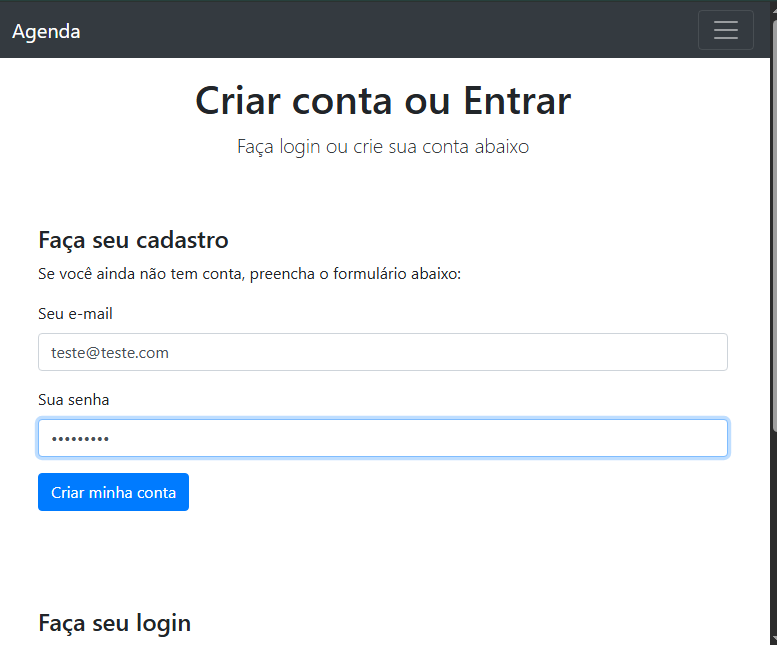 Agenda
Criar conta ou Entrar
Faça login ou crie sua conta abaixo
Faça seu cadastro
Se você ainda não tem conta, preencha o formulário abaixo:
Seu e-mail
teste@teste.com
Sua senha
•••••••••
Criar minha conta
Faça seu login